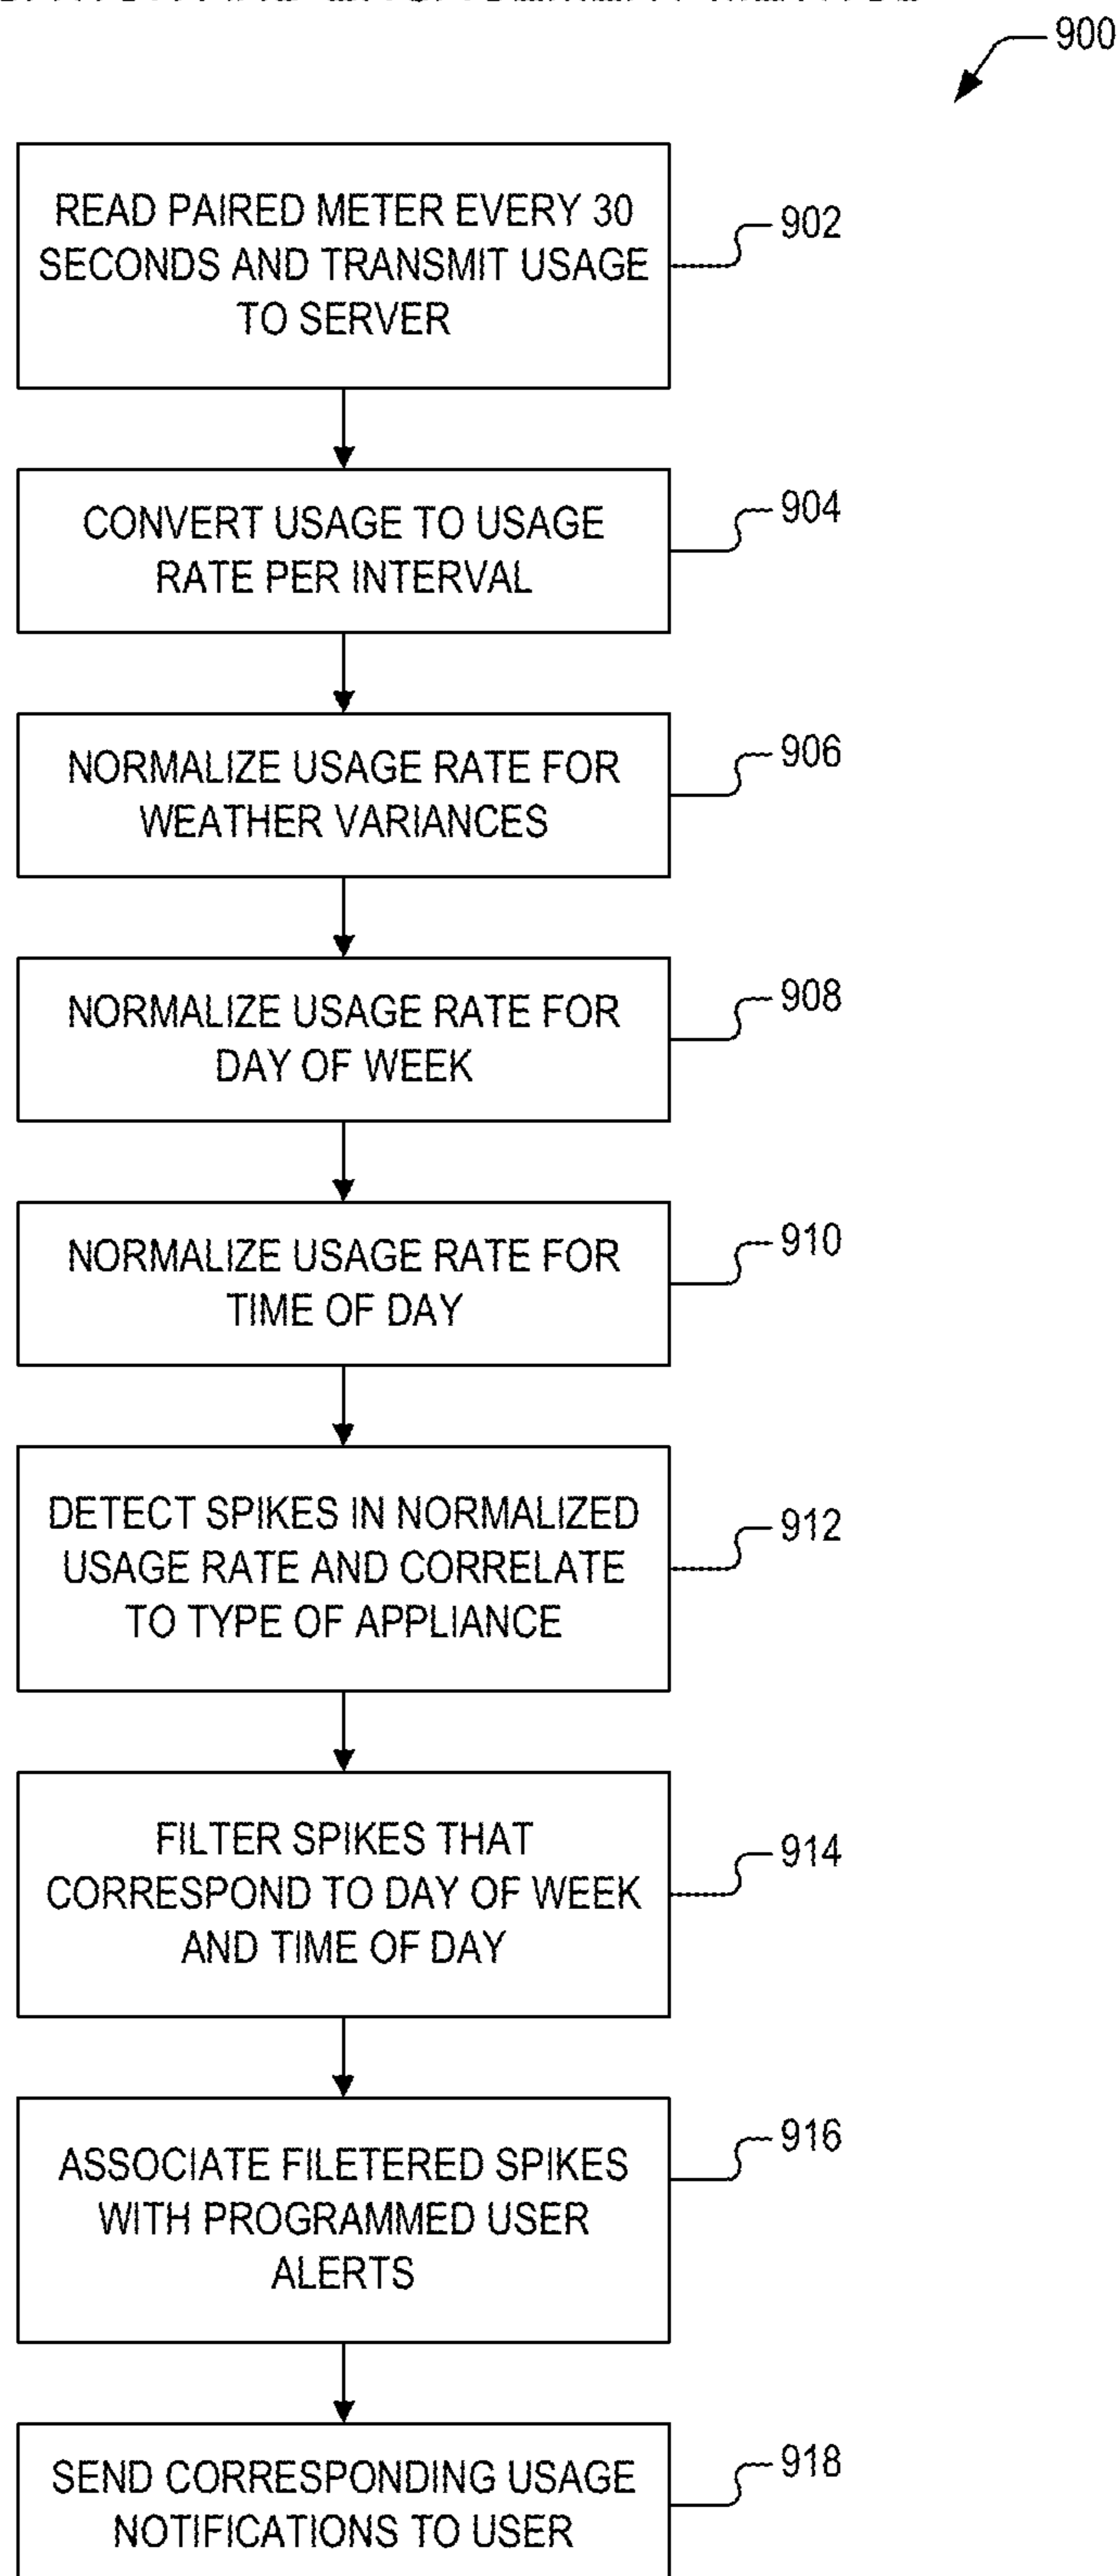 900
READ PAIRED METER EVERY 30
SECONDS AND TRANSMIT USAGE
TO SERVER
902
CONVERT USAGE TO USAGE
RATE PER INTERVAL
904
NORMALIZE USAGE RATE FOR
WEATHER VARIANCES
906
NORMALIZE USAGE RATE FOR
DAY OF WEEK
908
NORMALIZE USAGE RATE FOR
TIME OF DAY
910
DETECT SPIKES IN NORMALIZED
USAGE RATE AND CORRELATE
TO TYPE OF APPLIANCE
912
FILTER SPIKES THAT
CORRESPOND TO DAY OF WEEK
AND TIME OF DAY
914
ASSOCIATE FILETERED SPIKES
WITH PROGRAMMED USER
ALERTS
916
SEND CORRESPONDING USAGE
NOTIFICATIONS TO USER
918